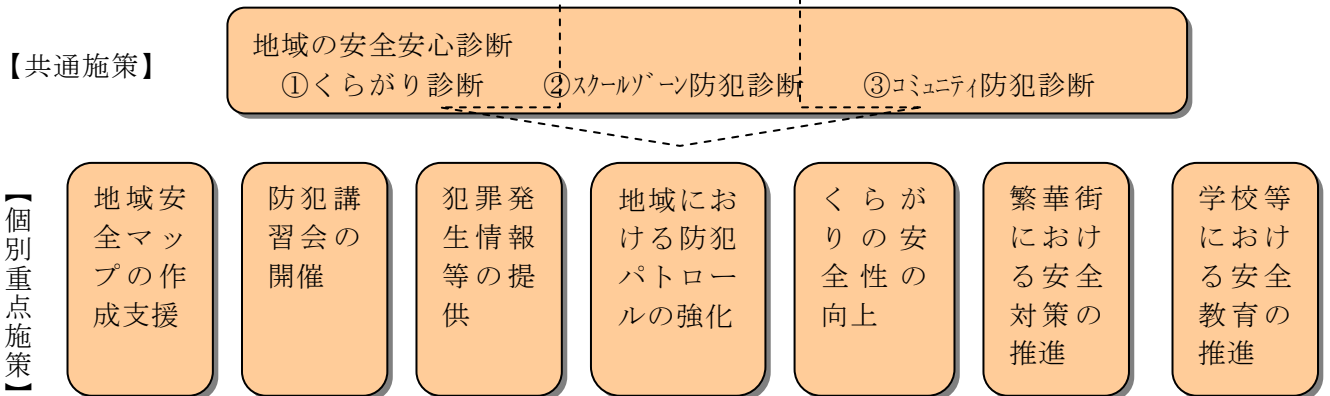 【共通施策】
地域の安全安心診断
①くらがり診断 ②スクールゾーン防犯診断 ③コミュニティ防犯診断
【個別重点施策】
地域安
全マッ
プの作
成支援
防犯講
習会の
開催
犯罪発
生情報
等の提
供
地域にお
ける防犯
パトロー
ルの強化
くらが
りの安
全性の
向上
繁華街
におけ
る安全
対策の
推進
学校等
におけ
る安全
教育の
推進